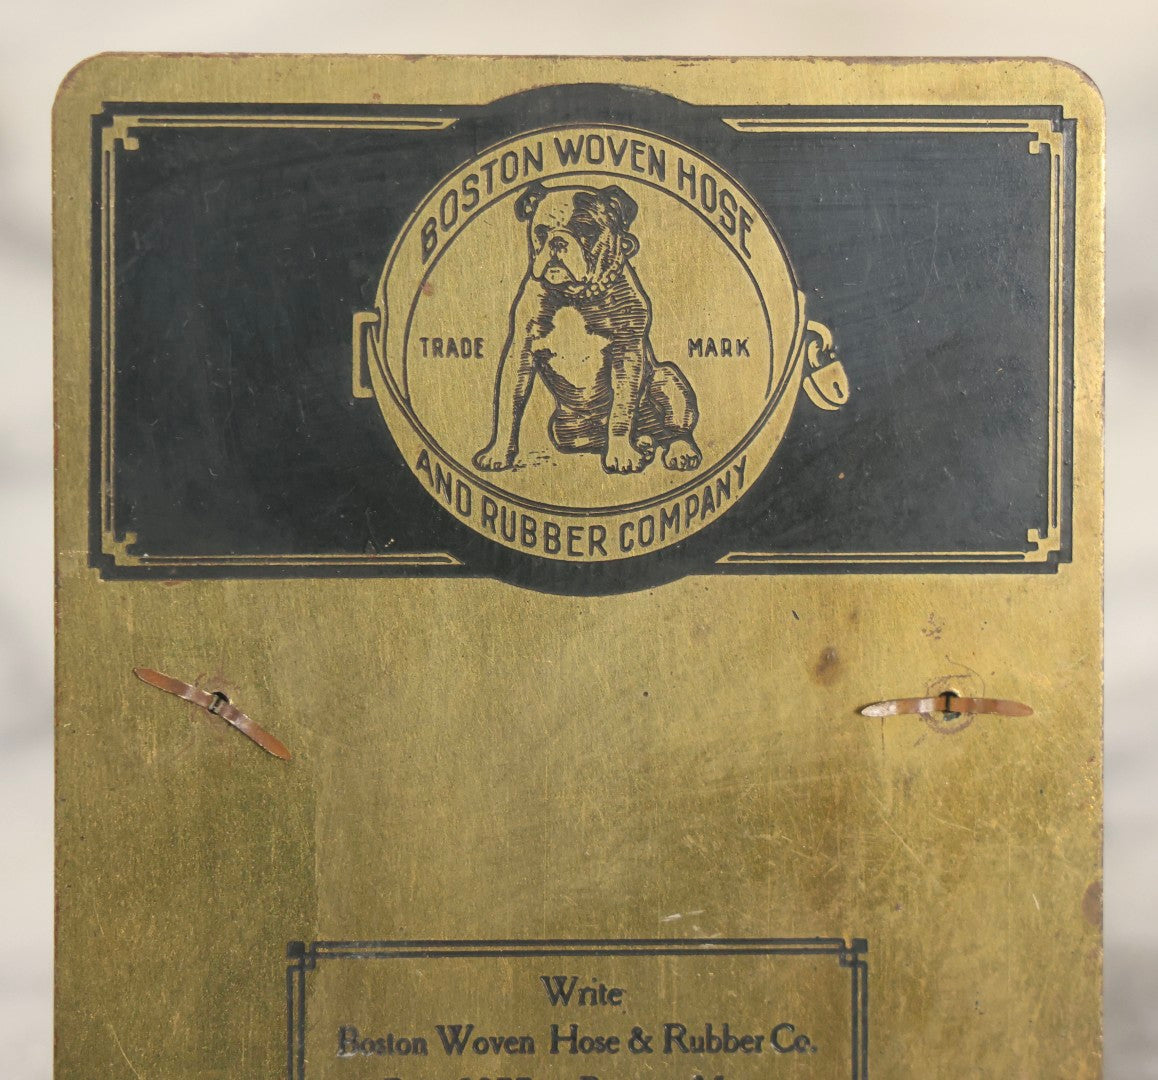 BOSTON WOVEN HOSE
TRADE MARK
AND RUBBER COMPANY
Write
Boston Woven Hose & Rubber Co.